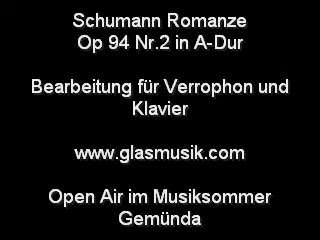 Schumann Romanze
Op 94 Nr.2 in A-Dur
Bearbeitung für Verrophon und
Klavier
www.glasmusik.com
Open Air im Musiksommer
Gemünda